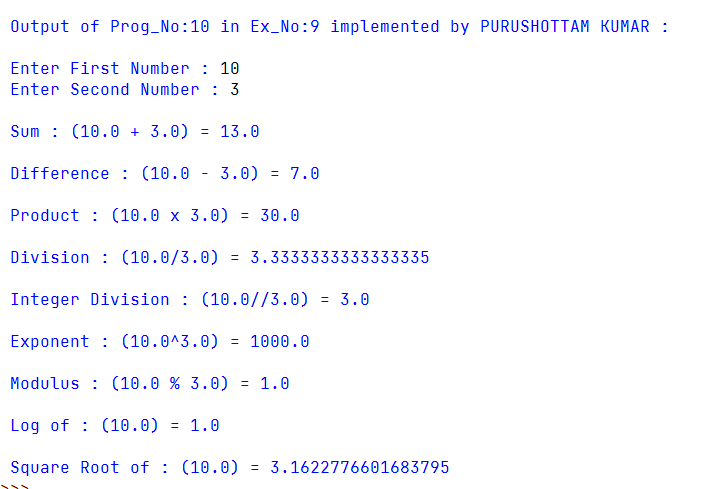 Output of Prog_No:10 in Ex_No:9 implemented by PURUSHOTTAM KUMAR :
Enter First Number : 10
Enter Second Number : 3
Sum : (10.0 + 3.0) = 13.0
Difference : (10.0 - 3.0) = 7.0
Product : (10.0 x 3.0) = 30.0
Division : (10.0/3.0) = 3.3333333333333335
Integer Division : (10.0//3.0) = 3.0
Exponent : (10.0^3.0) = 1000.0
Modulus : (10.0 % 3.0) = 1.0
Log of : (10.0) = 1.0
Square Root of : (10.0) = 3.1622776601683795
>>>